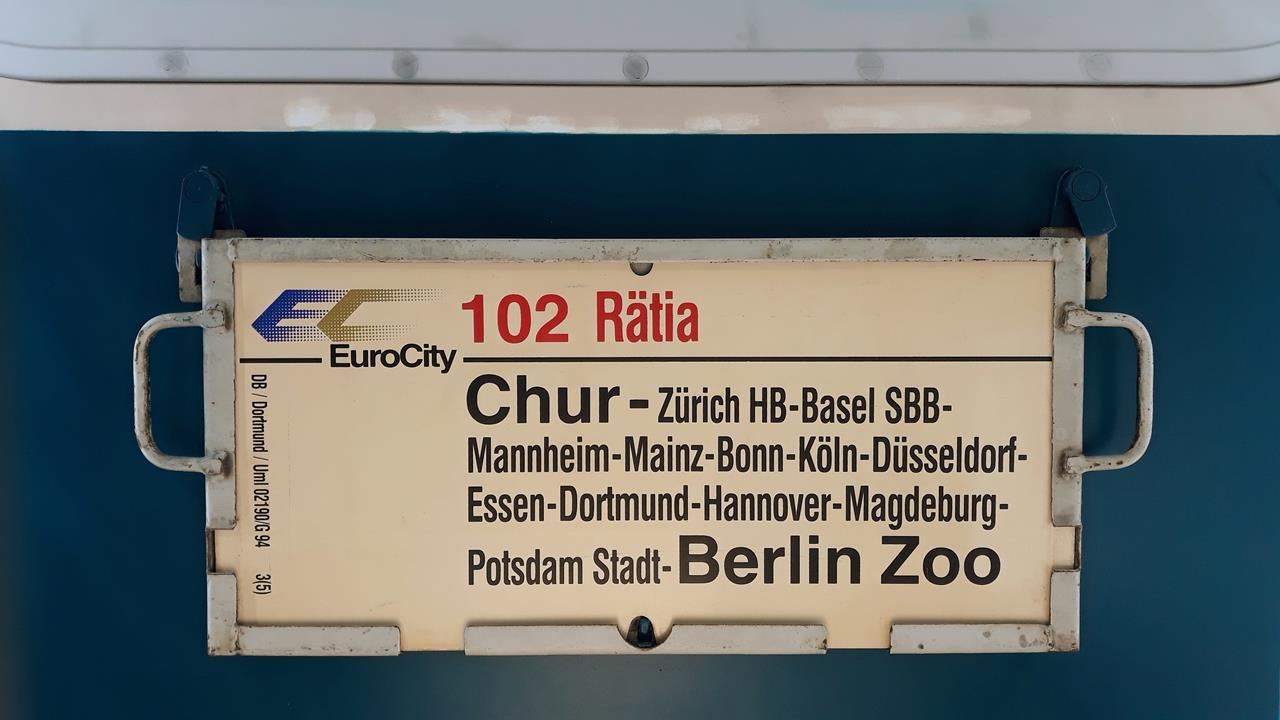 EC
102 Rätia
EuroCity
Chur - Zürich HB-Basel SBB-
Mannheim-Mainz-Bonn-Köln-Düsseldorf-
Essen-Dortmund-Hannover-Magdeburg-
Potsdam Stadt-Berlin Zoo
DB / Dortmund / Uml 02190/G 94 3(5)